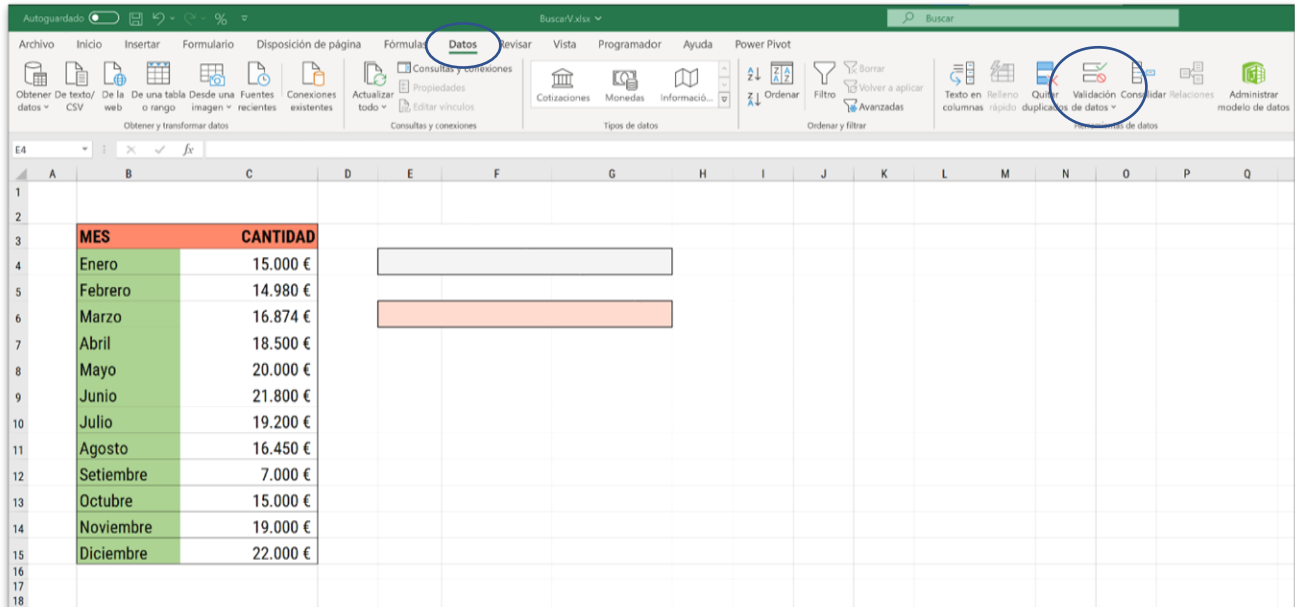 Autoguardado % BuscarV.xlsx Buscar
Archivo Inicio Insertar Formulario Disposición de página Fórmulas Datos Revisar Vista Programador Ayuda Power Pivot
Consultas y conexiones Borrar
Propiedades Volver a aplicar
Editar vínculos Avanzadas
Obtener De texto/ De la De una tabla Desde una Fuentes Conexiones Actualizar Cotizaciones Monedas Informació... Ordenar Filtro Texto en Relleno Quitar Validación Consolidar Relaciones Administrar
datos CSV web o rango imagen recientes existentes todo columnas rápido duplicados de datos modelo de datos
Obtener y transformar datos Consultas y conexiones Tipos de datos Ordenar y filtrar Herramientas de datos
E4 fx
A B C D E F G H I J K L M N O P Q
1
2
3 MES CANTIDAD
4 Enero 15.000 €
5 Febrero 14.980 €
6 Marzo 16.874 €
7 Abril 18.500 €
8 Mayo 20.000 €
9 Junio 21.800 €
10 Julio 19.200 €
11 Agosto 16.450 €
12 Setiembre 7.000 €
13 Octubre 15.000 €
14 Noviembre 19.000 €
15 Diciembre 22.000 €
16
17
18